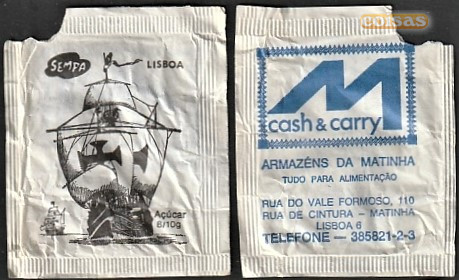 coisas
SEMPA
LISBOA
Açúcar
8/10g
M
cash & carry
ARMAZÉNS DA MATINHA
TUDO PARA ALIMENTAÇÃO
RUA DO VALE FORMOSO, 110
RUA DE CINTURA - MATINHA
LISBOA 6
TELEFONE — 385821-2-3